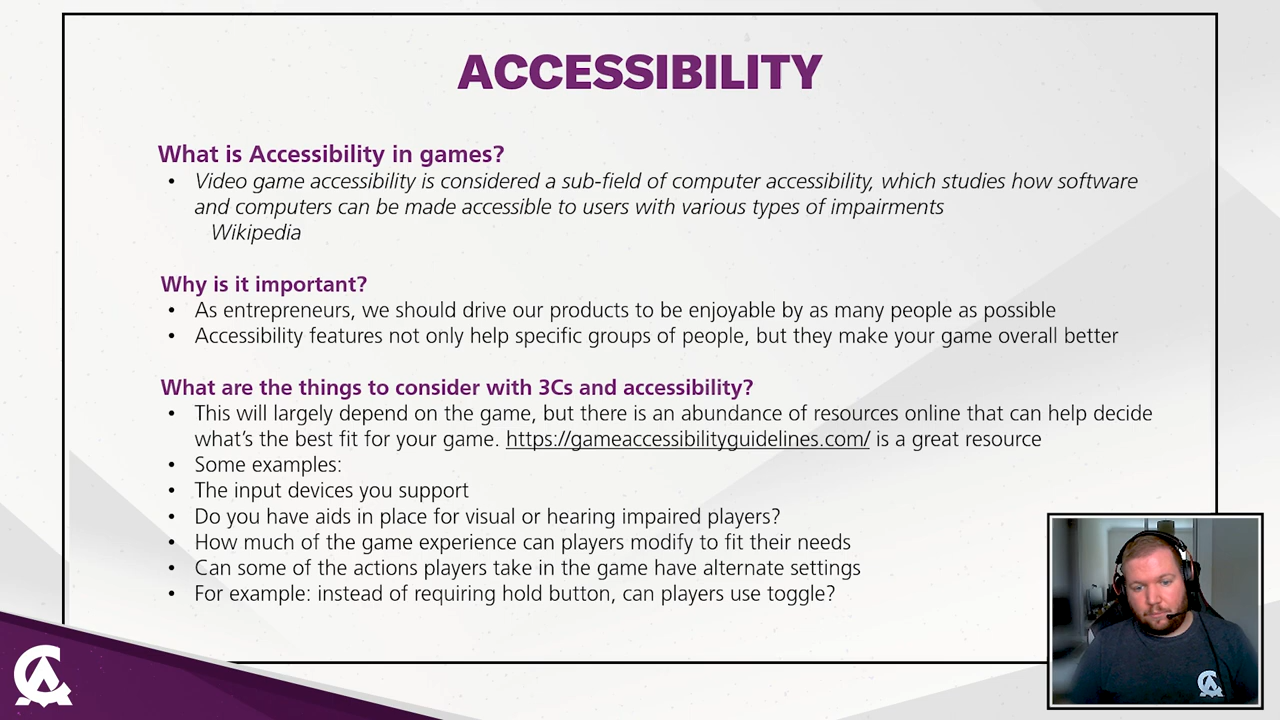 ACCESSIBILITY
What is Accessibility in games?
• Video game accessibility is considered a sub-field of computer accessibility, which studies how software
and computers can be made accessible to users with various types of impairments
Wikipedia
Why is it important?
• As entrepreneurs, we should drive our products to be enjoyable by as many people as possible
• Accessibility features not only help specific groups of people, but they make your game overall better
What are the things to consider with 3Cs and accessibility?
• This will largely depend on the game, but there is an abundance of resources online that can help decide
what's the best fit for your game. https://gameaccessibilityguidelines.com/ is a great resource
• Some examples:
• The input devices you support
• Do you have aids in place for visual or hearing impaired players?
• How much of the game experience can players modify to fit their needs
• Can some of the actions players take in the game have alternate settings
• For example: instead of requiring hold button, can players use toggle?